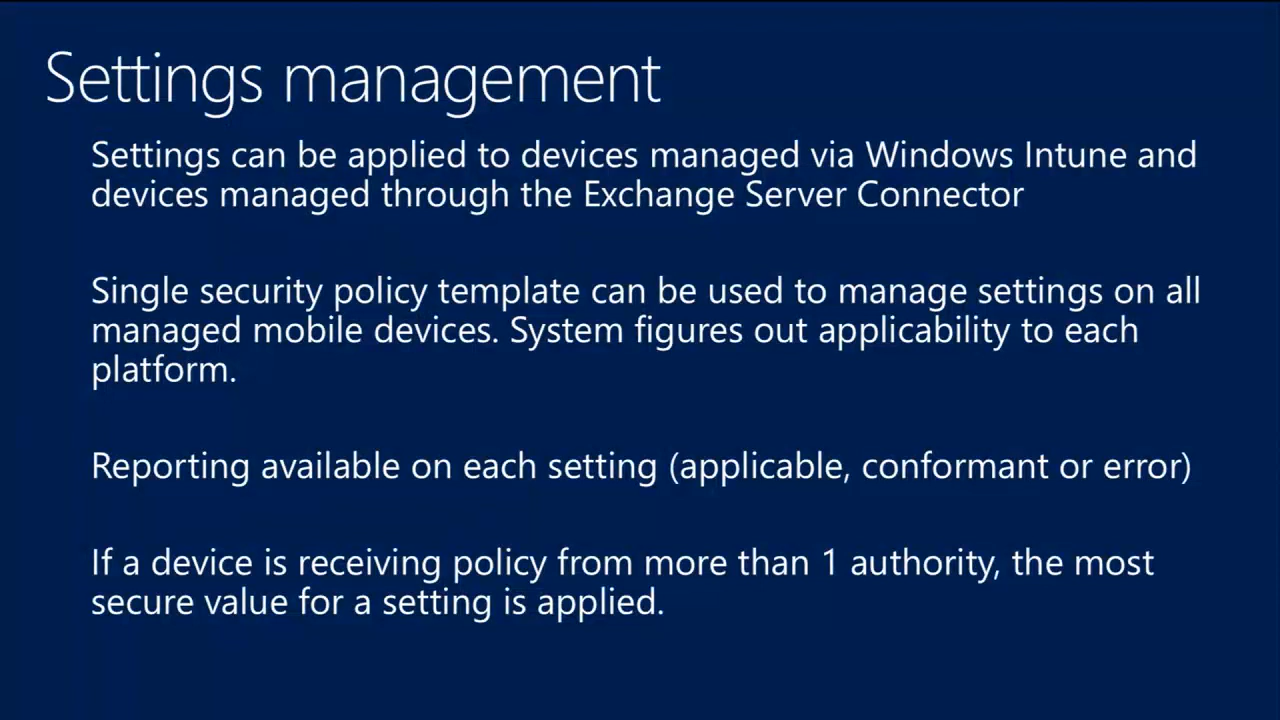 Settings management
Settings can be applied to devices managed via Windows Intune and
devices managed through the Exchange Server Connector
Single security policy template can be used to manage settings on all
managed mobile devices. System figures out applicability to each
platform.
Reporting available on each setting (applicable, conformant or error)
If a device is receiving policy from more than 1 authority, the most
secure value for a setting is applied.